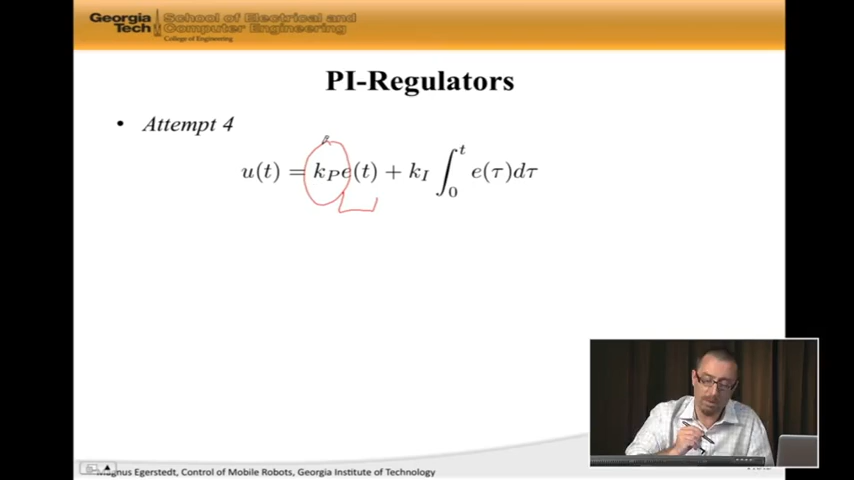 Georgia Tech School of Electrical and Computer Engineering
College of Engineering
PI-Regulators
• Attempt 4
u(t) = k_P e(t) + k_I ∫_0^t e(τ)dτ
Magnus Egerstedt, Control of Mobile Robots, Georgia Institute of Technology